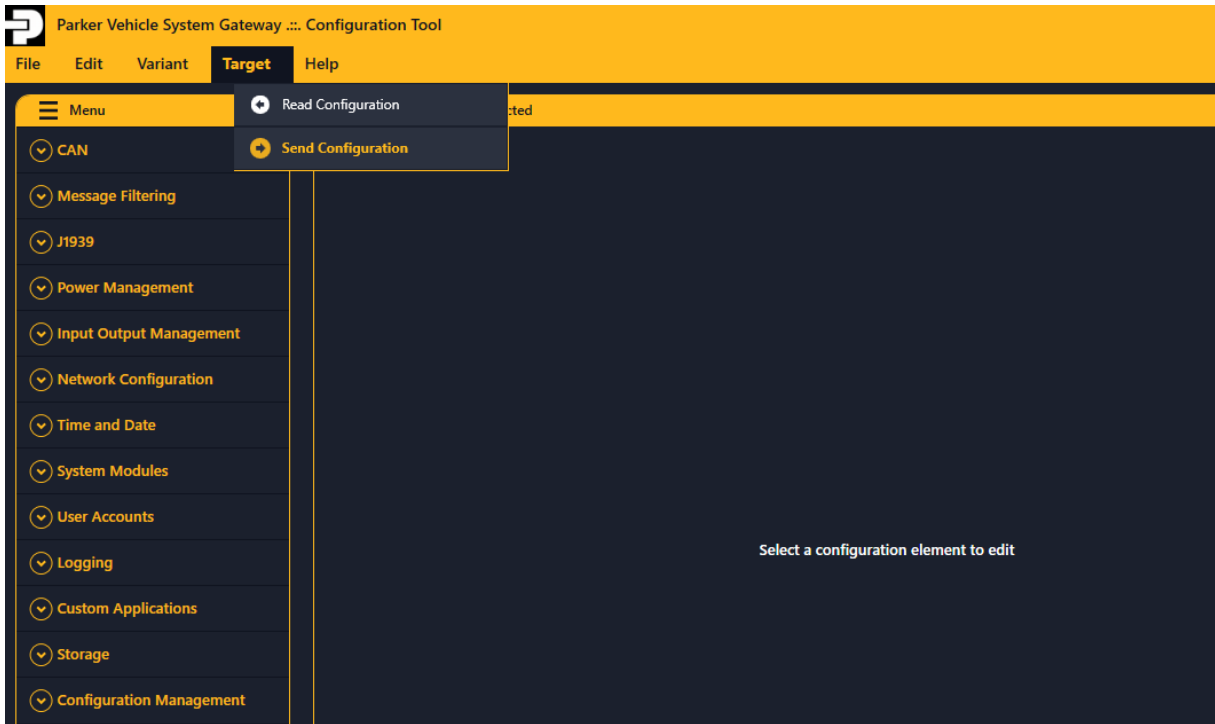 Parker Vehicle System Gateway .::. Configuration Tool
File Edit Variant Target Help
Menu
Read Configuration
Send Configuration
CAN
Message Filtering
J1939
Power Management
Input Output Management
Network Configuration
Time and Date
System Modules
User Accounts
Logging
Custom Applications
Storage
Configuration Management
Select a configuration element to edit